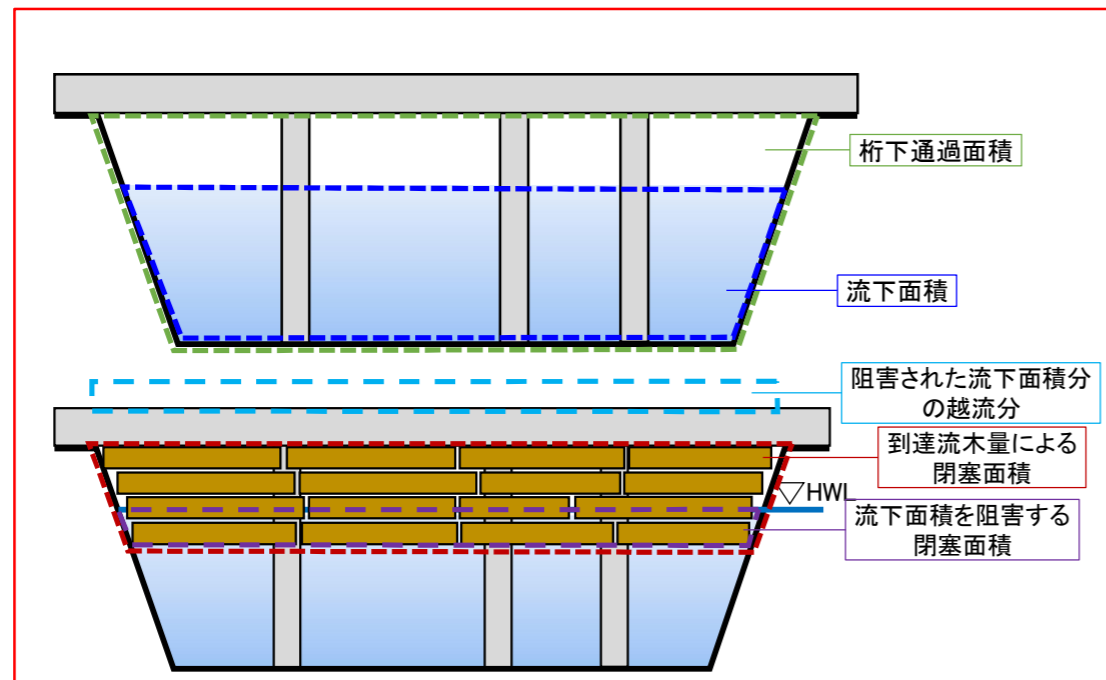 桁下通過面積
流下面積
阻害された流下面積分
の越流分
到達流木量による
閉塞面積
HWL
流下面積を阻害する
閉塞面積